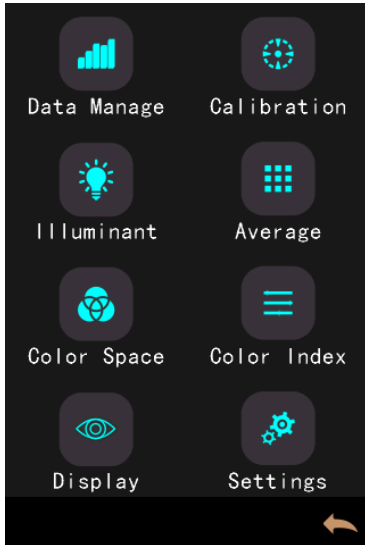 Data Manage Calibration
Illuminant Average
Color Space Color Index
Display Settings